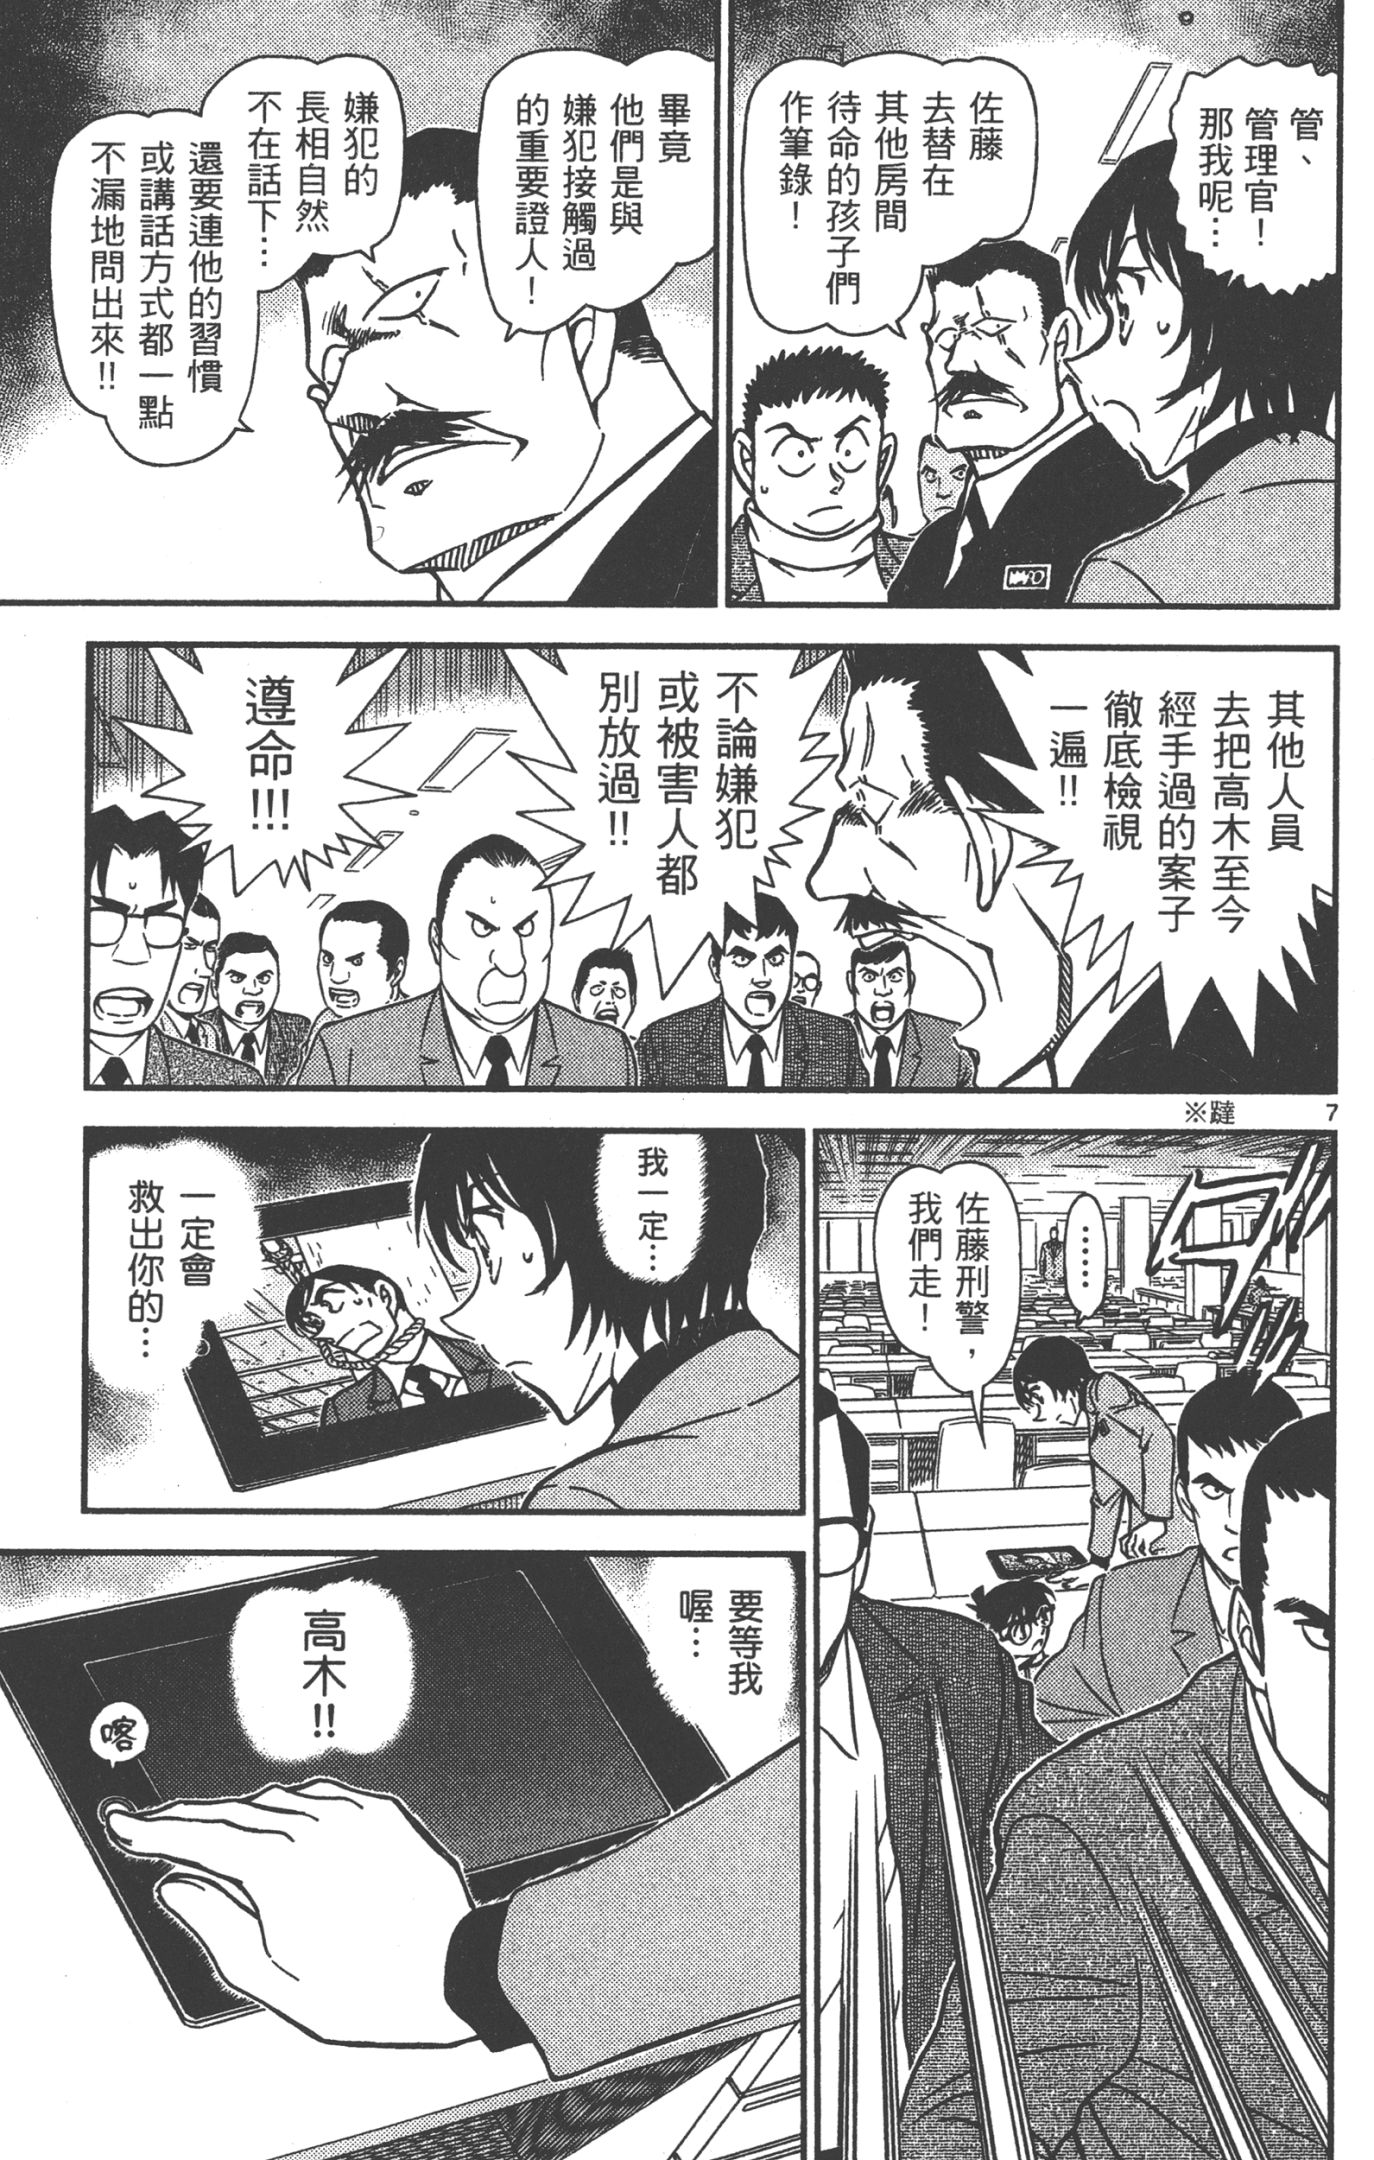 管、
管理官！
那我呢…
佐藤
去替在
其他房間
待命的孩子們
作筆錄！
畢竟
他們是與
嫌犯接觸過
的重要證人！
嫌犯的
長相自然
不在話下…
還要連他的習慣
或講話方式都一點
不漏地問出來!!
其他人員
去把高木至今
經手過的案子
徹底檢視
一遍!!
不論嫌犯
或被害人都
別放過!!
遵命!!!
※躂
7
……
佐藤刑警，
我們走！
我一定…
一定會
救出你的…
要等我
喔…
高木!!
喀